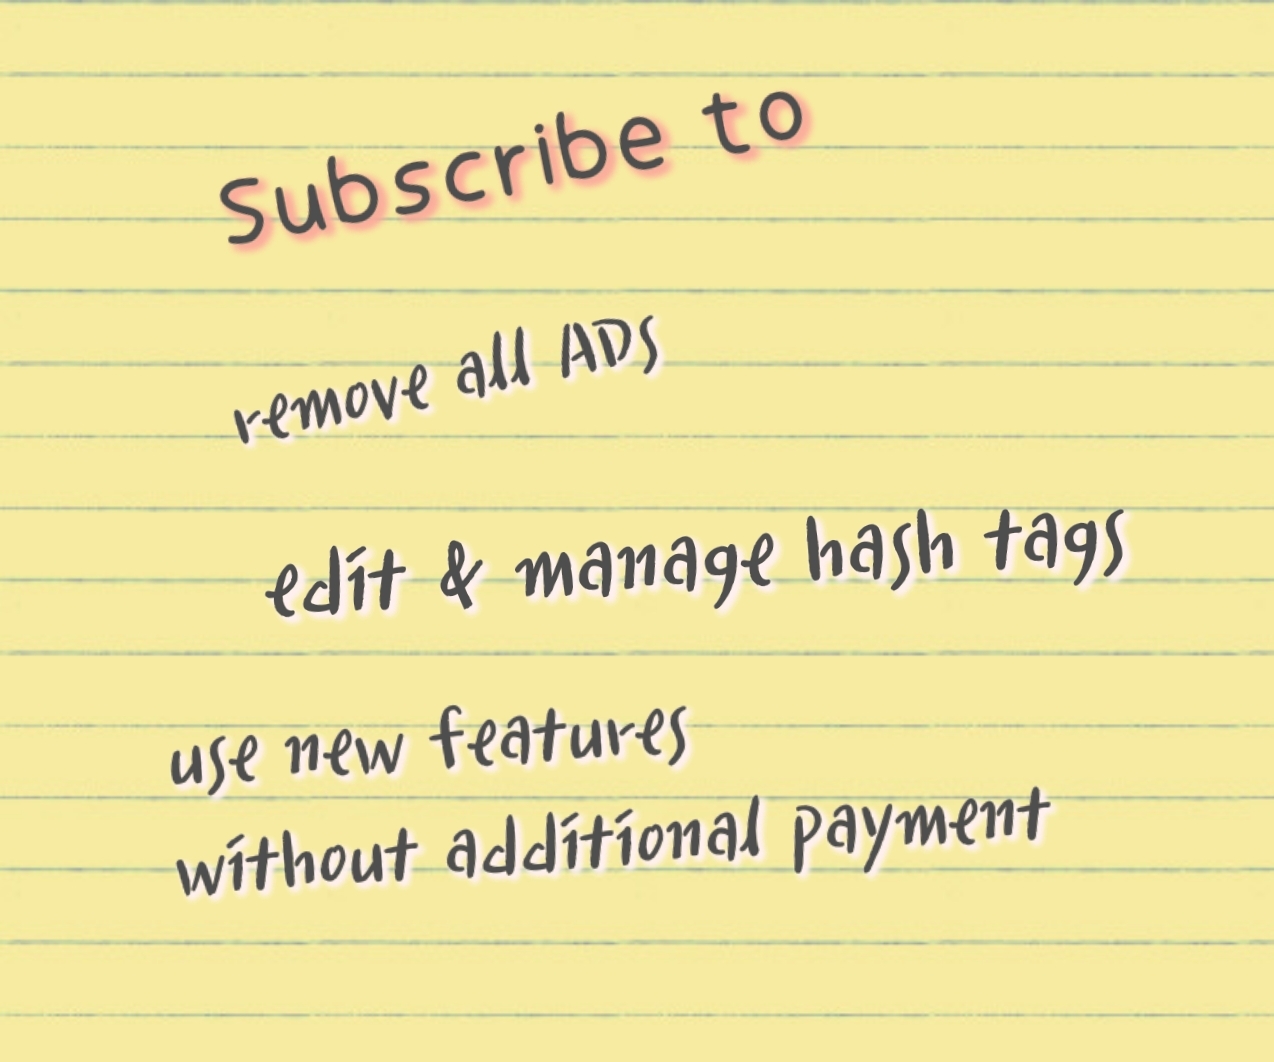 Subscribe to
remove all ADS
edit & manage hash tags
use new features
without additional payment